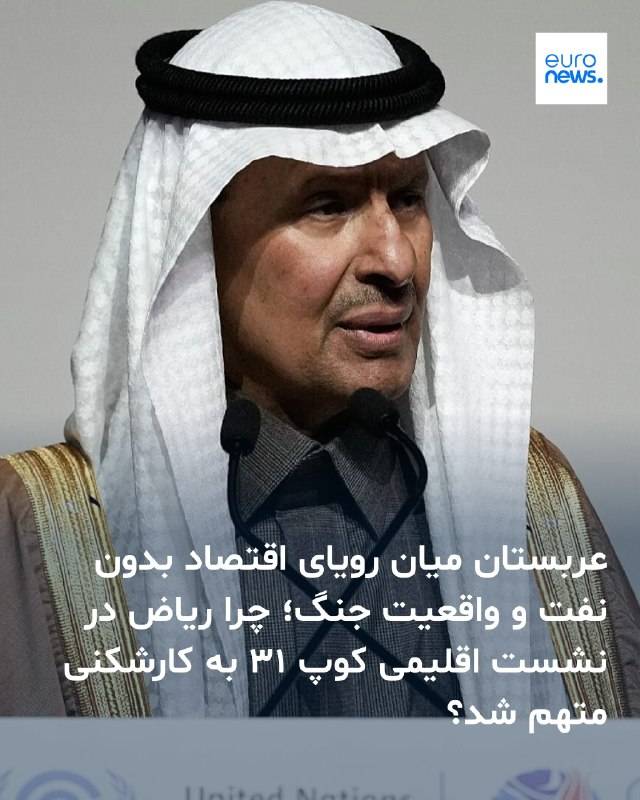 euro
news.
عربستان میان رویای اقتصاد بدون
نفت و واقعیت جنگ؛ چرا ریاض در
نشست اقلیمی کوپ ۳۱ به کارشکنی
متهم شد؟
United Nations